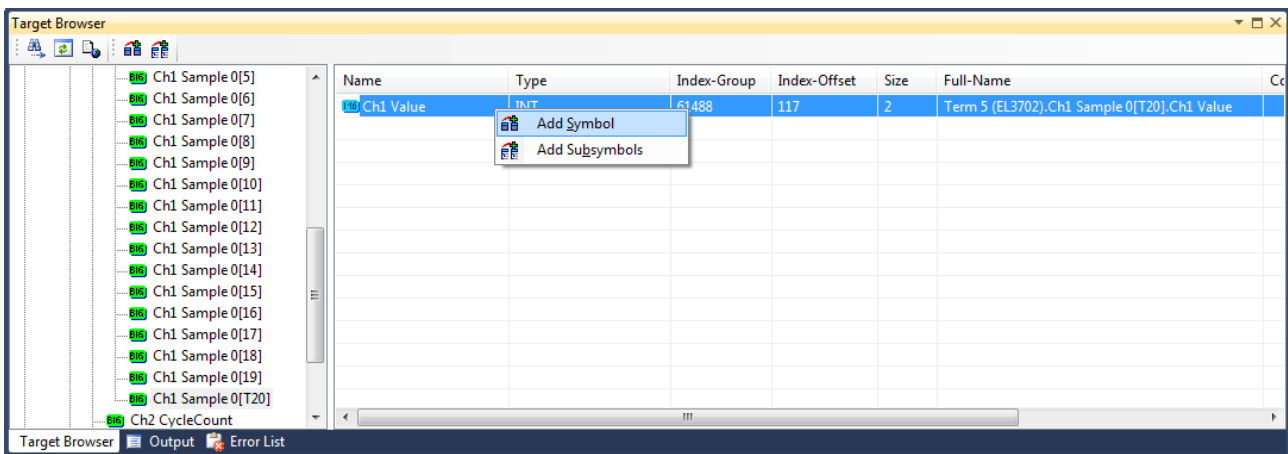 Target Browser
Ch1 Sample 0[5]
Ch1 Sample 0[6]
Ch1 Sample 0[7]
Ch1 Sample 0[8]
Ch1 Sample 0[9]
Ch1 Sample 0[10]
Ch1 Sample 0[11]
Ch1 Sample 0[12]
Ch1 Sample 0[13]
Ch1 Sample 0[14]
Ch1 Sample 0[15]
Ch1 Sample 0[16]
Ch1 Sample 0[17]
Ch1 Sample 0[18]
Ch1 Sample 0[19]
Ch1 Sample 0[T20]
Ch2 CycleCount
Name Type Index-Group Index-Offset Size Full-Name
Ch1 Value INT 61488 117 2 Term 5 (EL3702).Ch1 Sample 0[T20].Ch1 Value
Add Symbol
Add Subsymbols
Target Browser Output Error List